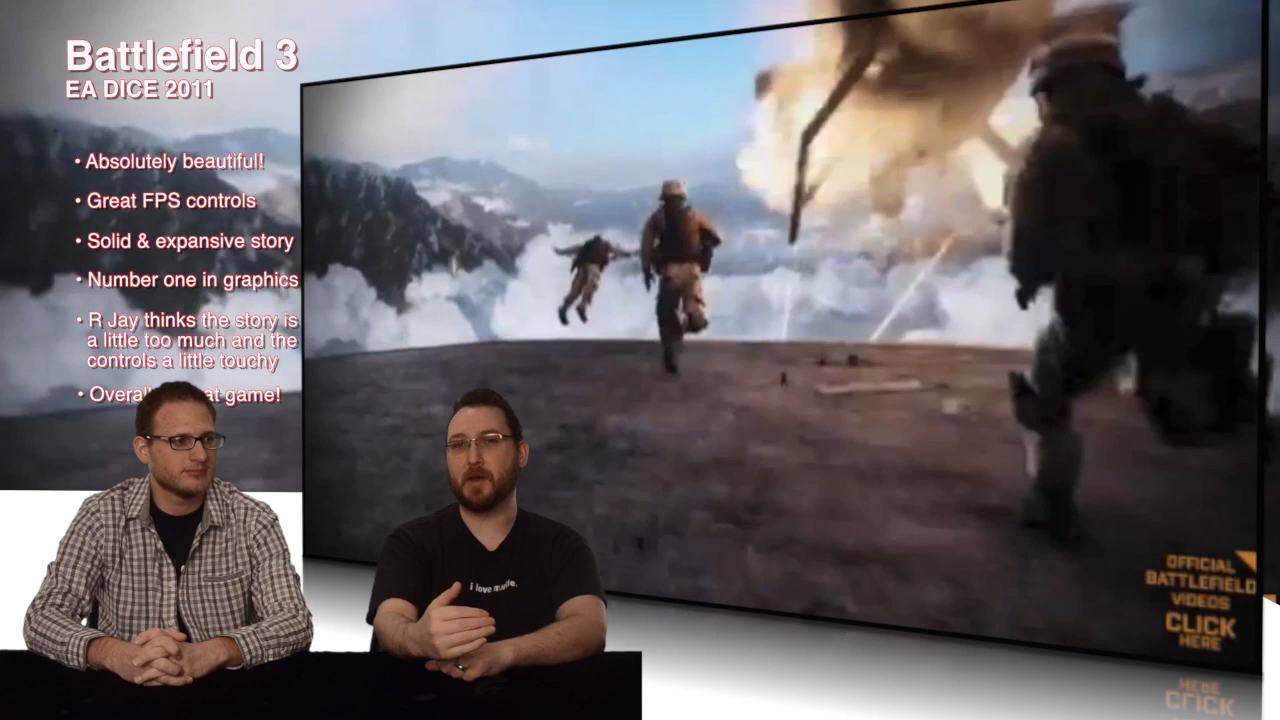 Battlefield 3
EA DICE 2011
• Absolutely beautiful!
• Great FPS controls
• Solid & expansive story
• Number one in graphics
• R Jay thinks the story is
a little too much and the
controls a little touchy
• at game!
i love
OFFICIAL
BATTLEFIELD
VIDEOS
CLICK
HERE
HERE
CLICK